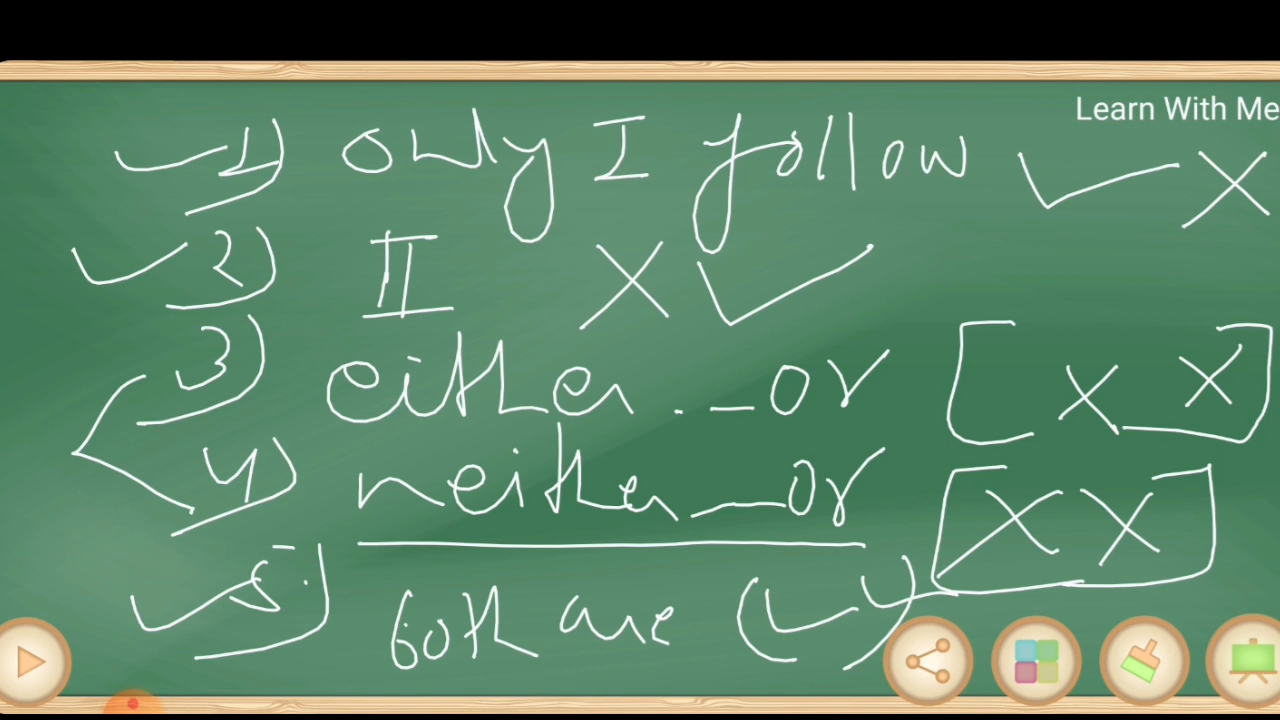 Learn With Me
1) only I follow ✓ X
2) II X ✓
3) either - or [X X]
4) neither - or [X X]
5) both are (✓✓)